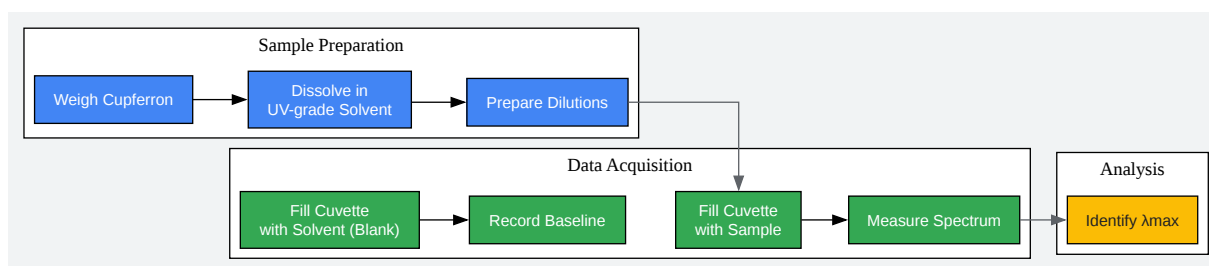 Sample Preparation
Weigh Cupferron
Dissolve in
UV-grade Solvent
Prepare Dilutions
Data Acquisition
Fill Cuvette
with Solvent (Blank)
Record Baseline
Fill Cuvette
with Sample
Measure Spectrum
Analysis
Identify λmax